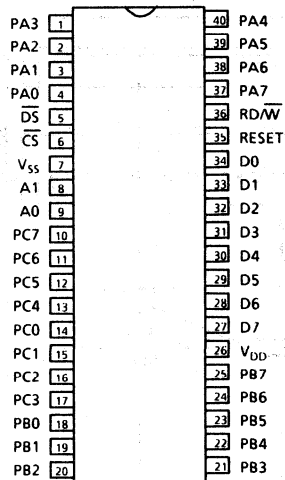 PA3 1 40 PA4
PA2 2 39 PA5
PA1 3 38 PA6
PA0 4 37 PA7
D̅S̅ 5 36 RD/W̅
C̅S̅ 6 35 RESET
VSS 7 34 D0
A1 8 33 D1
A0 9 32 D2
PC7 10 31 D3
PC6 11 30 D4
PC5 12 29 D5
PC4 13 28 D6
PC0 14 27 D7
PC1 15 26 VDD
PC2 16 25 PB7
PC3 17 24 PB6
PB0 18 23 PB5
PB1 19 22 PB4
PB2 20 21 PB3